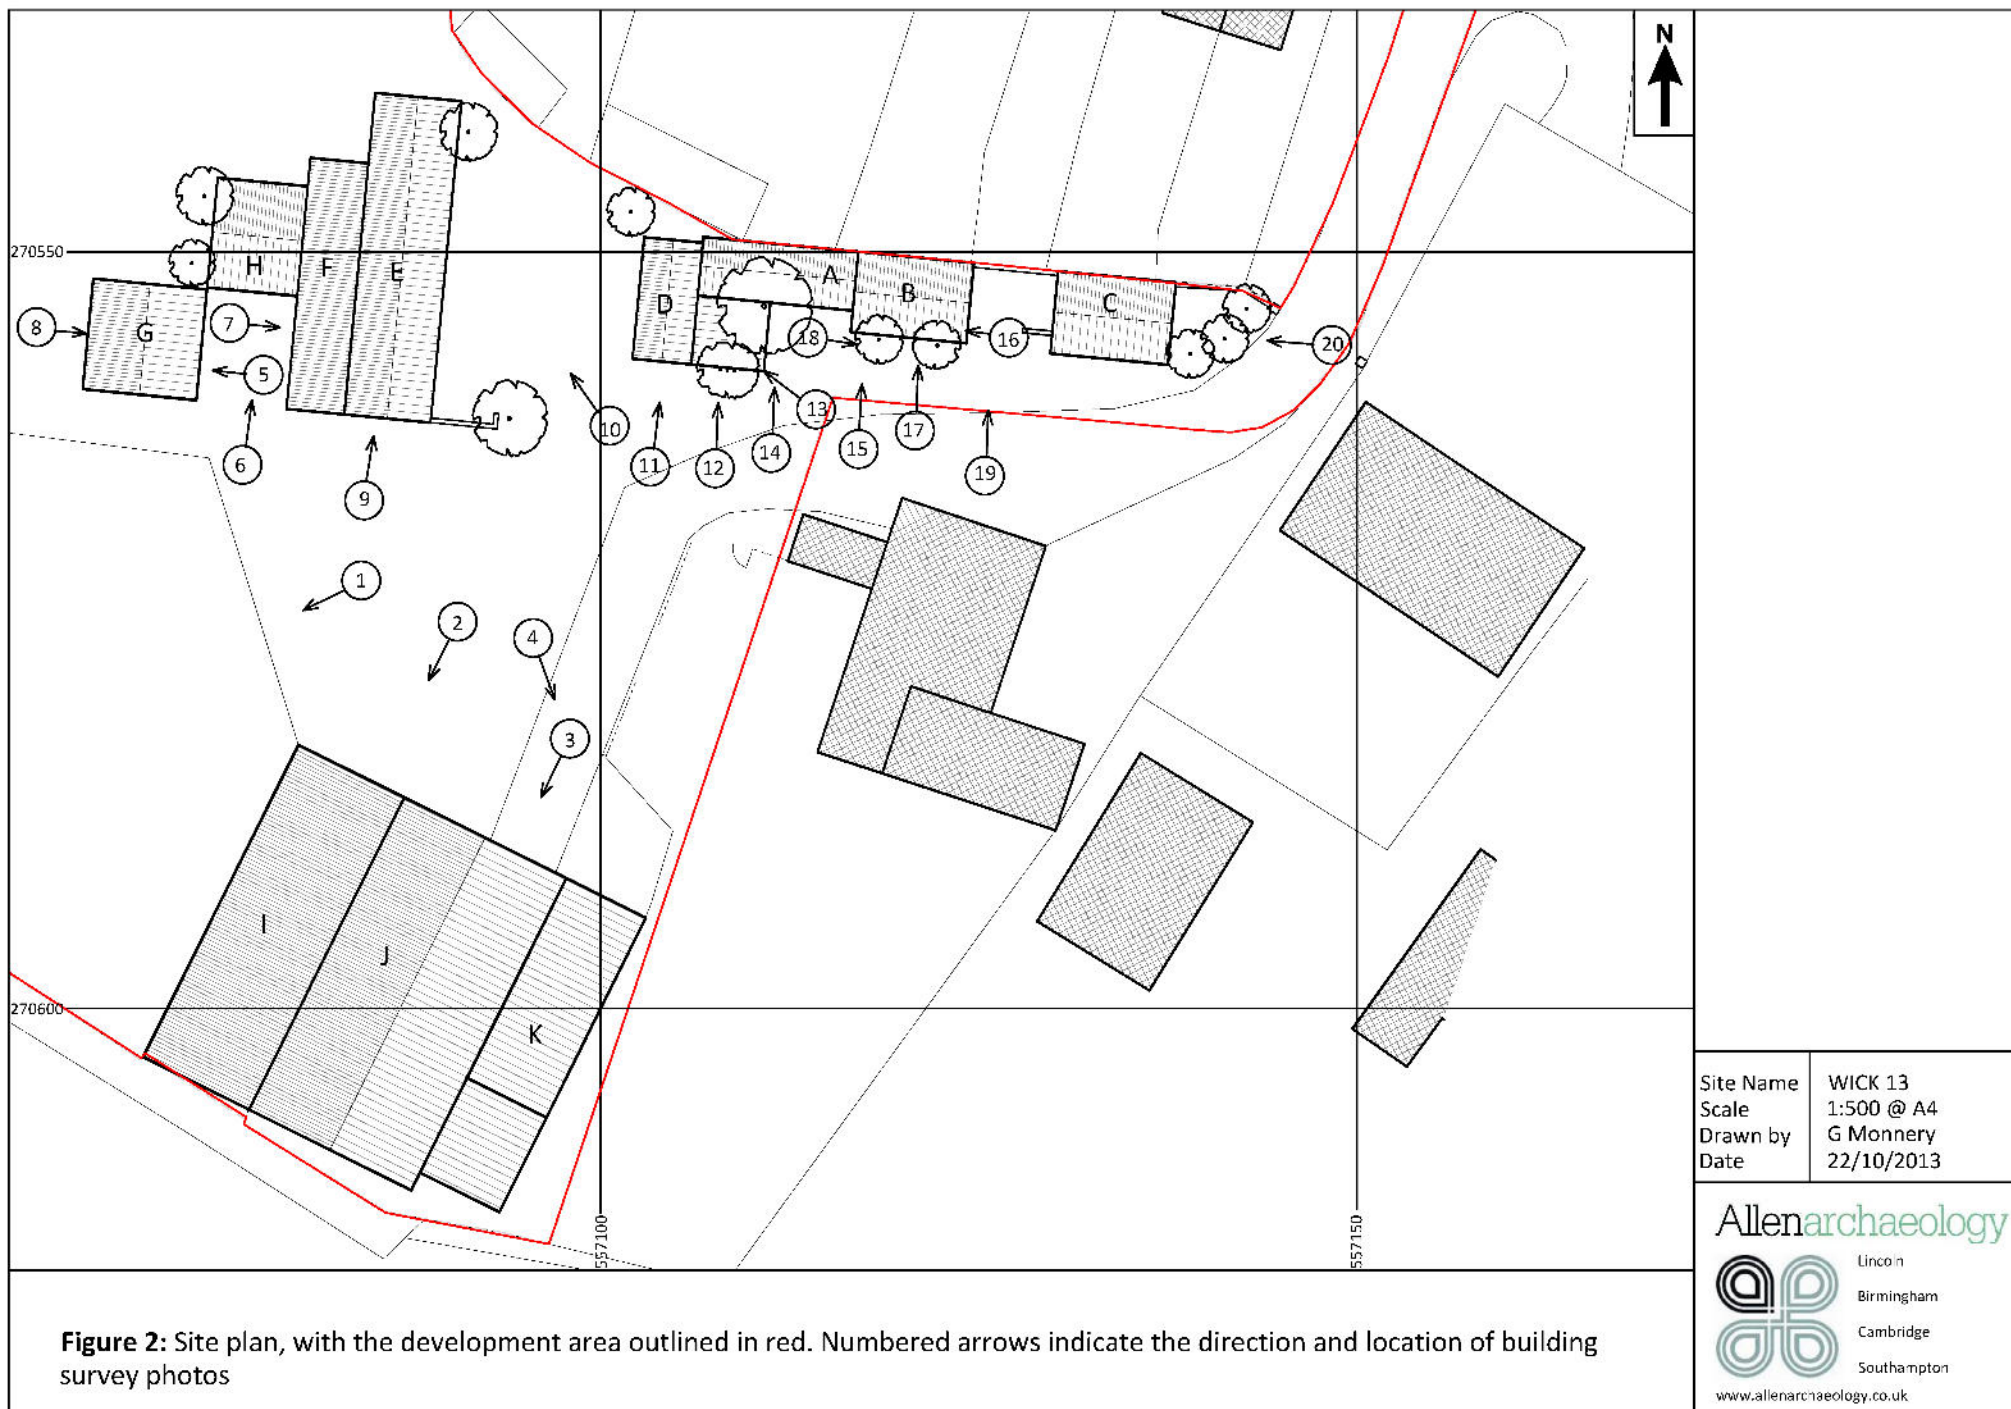 N
270550
H
F
E
A
D
B
C
G
8
7
5
18
16
20
13
10
6
11
12
14
15
17
19
9
1
2
4
3
I
J
K
270600
557100
557150
Site Name WICK 13
Scale 1:500 @ A4
Drawn by G Monnery
Date 22/10/2013
Allenarchaeology
Lincoln
Birmingham
Cambridge
Southampton
www.allenarchaeology.co.uk
Figure 2: Site plan, with the development area outlined in red. Numbered arrows indicate the direction and location of building
survey photos